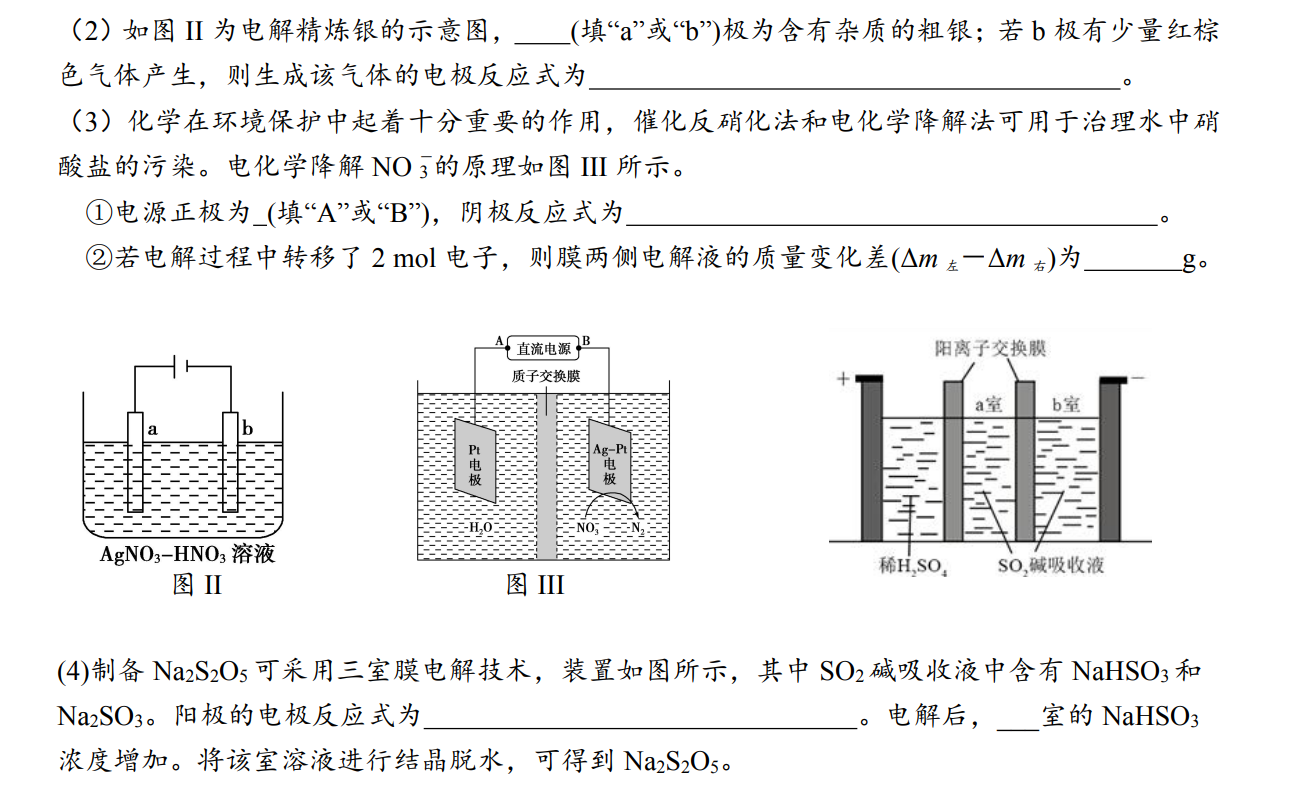 （2）如图 II 为电解精炼银的示意图，____(填“a”或“b”)极为含有杂质的粗银；若 b 极有少量红棕
色气体产生，则生成该气体的电极反应式为______________________________________。
（3）化学在环境保护中起着十分重要的作用，催化反硝化法和电化学降解法可用于治理水中硝
酸盐的污染。电化学降解 NO₃⁻的原理如图 III 所示。
①电源正极为_(填“A”或“B”)，阴极反应式为______________________________________。
②若电解过程中转移了 2 mol 电子，则膜两侧电解液的质量变化差(Δm 左－Δm 右)为_______g。
a
b
AgNO₃–HNO₃ 溶液
图 II
A
直流电源
B
质子交换膜
Pt
电
极
Ag–Pt
电
极
H₂O
NO₃⁻
N₂
图 III
阳离子交换膜
+
−
a室
b室
稀H₂SO₄
SO₂碱吸收液
(4)制备 Na₂S₂O₅ 可采用三室膜电解技术，装置如图所示，其中 SO₂ 碱吸收液中含有 NaHSO₃ 和
Na₂SO₃。阳极的电极反应式为_______________________________。电解后，___室的 NaHSO₃
浓度增加。将该室溶液进行结晶脱水，可得到 Na₂S₂O₅。